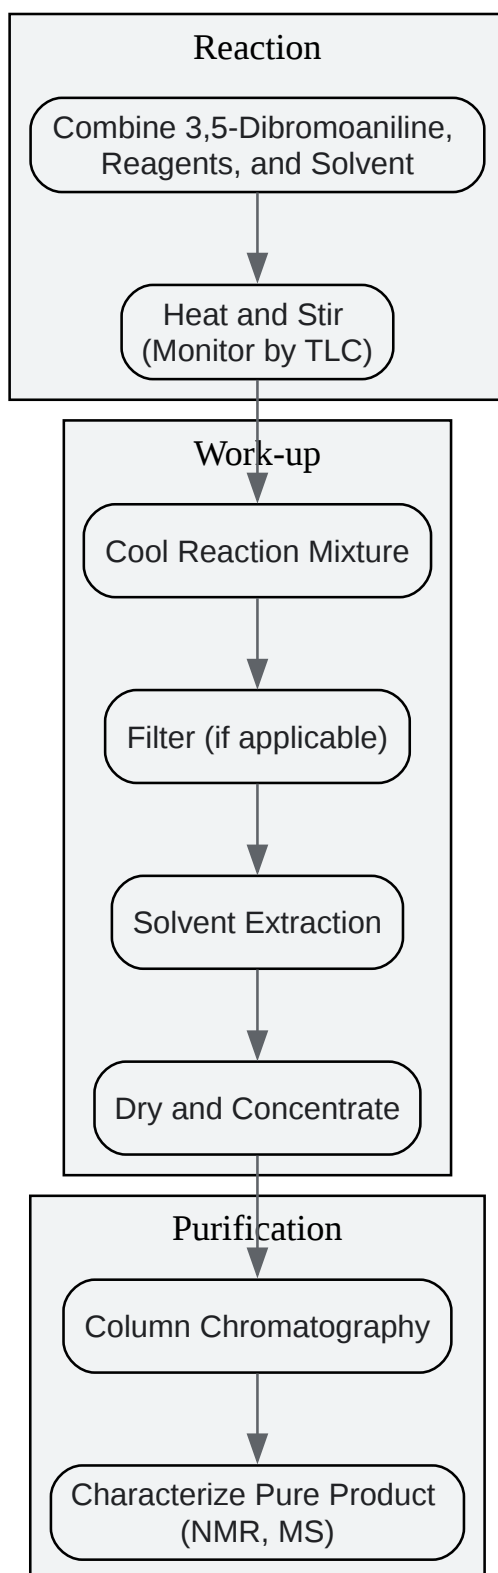 Reaction
Combine 3,5-Dibromoaniline,
Reagents, and Solvent
Heat and Stir
(Monitor by TLC)
Work-up
Cool Reaction Mixture
Filter (if applicable)
Solvent Extraction
Dry and Concentrate
Purification
Column Chromatography
Characterize Pure Product
(NMR, MS)